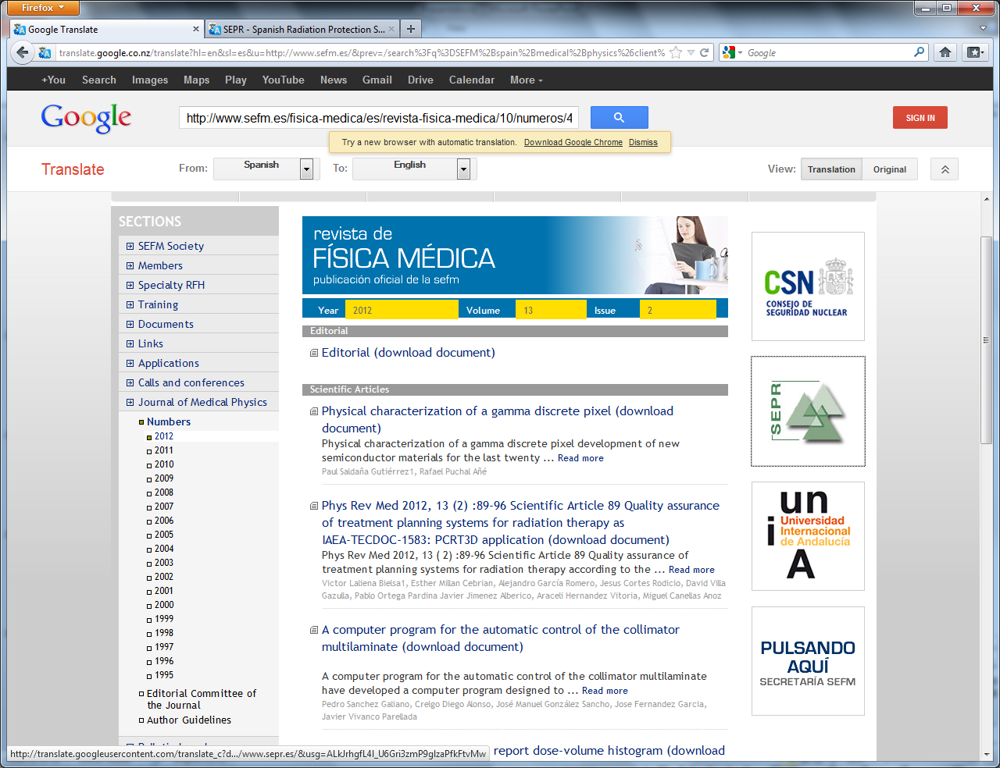 Firefox
Google Translate
SEPR - Spanish Radiation Protection S...
translate.google.co.nz/translate?hl=en&sl=es&u=http://www.sefm.es/&prev=/search%3Fq%3DSEFM%2Bspain%2Bmedical%2Bphysics%26client%
Google
+You Search Images Maps Play YouTube News Gmail Drive Calendar More
Google
http://www.sefm.es/fisica-medica/es/revista-fisica-medica/10/numeros/4
SIGN IN
Try a new browser with automatic translation. Download Google Chrome Dismiss
Translate
From: Spanish To: English
View: Translation Original
SECTIONS
SEFM Society
Members
Specialty RFH
Training
Documents
Links
Applications
Calls and conferences
Journal of Medical Physics
Numbers
2012
2011
2010
2009
2008
2007
2006
2005
2004
2003
2002
2001
2000
1999
1998
1997
1996
1995
Editorial Committee of
the Journal
Author Guidelines
revista de
FÍSICA MÉDICA
publicación oficial de la sefm
Year 2012 Volume 13 Issue 2
Editorial
Editorial (download document)
Scientific Articles
Physical characterization of a gamma discrete pixel (download
document)
Physical characterization of a gamma discrete pixel development of new
semiconductor materials for the last twenty ... Read more
Paul Saldaña Gutiérrez1, Rafael Puchal Añé
Phys Rev Med 2012, 13 (2) :89-96 Scientific Article 89 Quality assurance
of treatment planning systems for radiation therapy as
IAEA-TECDOC-1583: PCRT3D application (download document)
Phys Rev Med 2012, 13 ( 2) :89-96 Scientific Article 89 Quality assurance of
treatment planning systems for radiation therapy according to the ... Read more
Victor Laliena Bielsa1, Esther Millan Cebrian, Alejandro García Romero, Jesus Cortes Rodicio, David Villa
Gazulla, Pablo Ortega Pardina Javier Jimenez Alberico, Araceli Hernandez Vitoria, Miguel Canellas Anoz
A computer program for the automatic control of the collimator
multilaminate (download document)
A computer program for the automatic control of the collimator multilaminate
have developed a computer program designed to ... Read more
Pedro Sanchez Galiano, Crelgo Diego Alonso, José Manuel González Sancho, Jose Fernandez Garcia,
Javier Vivanco Parellada
report dose-volume histogram (download
CSN
CONSEJO DE
SEGURIDAD NUCLEAR
SEPR
un
i Universidad
Internacional
de Andalucía
A
PULSANDO
AQUÍ
SECRETARÍA SEFM
http://translate.googleusercontent.com/translate_c?d.../www.sepr.es/&usg=ALkJrhgfL4I_U6Gri3zmP9glzaPfkFtvMw